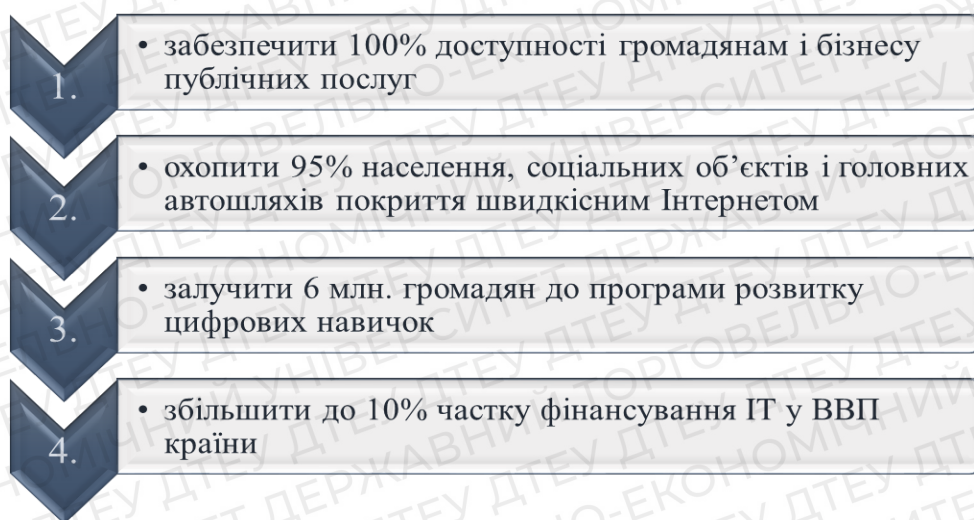 1.
• забезпечити 100% доступності громадянам і бізнесу
публічних послуг
2.
• охопити 95% населення, соціальних об’єктів і головних
автошляхів покриття швидкісним Інтернетом
3.
• залучити 6 млн. громадян до програми розвитку
цифрових навичок
4.
• збільшити до 10% частку фінансування ІТ у ВВП
країни